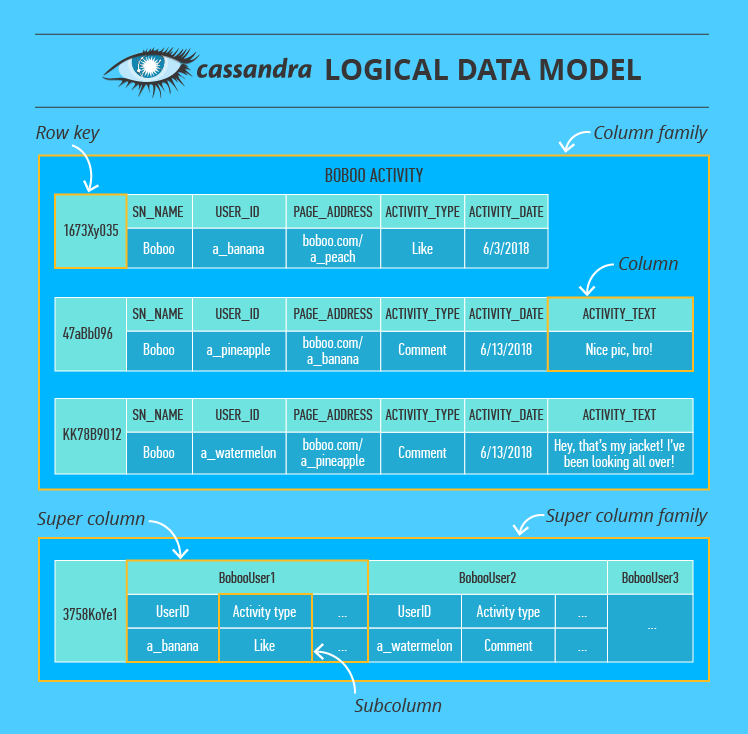 cassandra LOGICAL DATA MODEL
Row key
Column family
BOBOO ACTIVITY
1673Xy035
SN_NAME USER_ID PAGE_ADDRESS ACTIVITY_TYPE ACTIVITY_DATE
Boboo a_banana boboo.com/ a_peach Like 6/3/2018
Column
47aBb096
SN_NAME USER_ID PAGE_ADDRESS ACTIVITY_TYPE ACTIVITY_DATE ACTIVITY_TEXT
Boboo a_pineapple boboo.com/ a_banana Comment 6/13/2018 Nice pic, bro!
KK78B9012
SN_NAME USER_ID PAGE_ADDRESS ACTIVITY_TYPE ACTIVITY_DATE ACTIVITY_TEXT
Boboo a_watermelon boboo.com/ a_pineapple Comment 6/13/2018 Hey, that's my jacket! I've been looking all over!
Super column
Super column family
3758KoYe1
BobooUser1 BobooUser2 BobooUser3
UserID Activity type ... UserID Activity type ... ...
a_banana Like ... a_watermelon Comment ...
Subcolumn